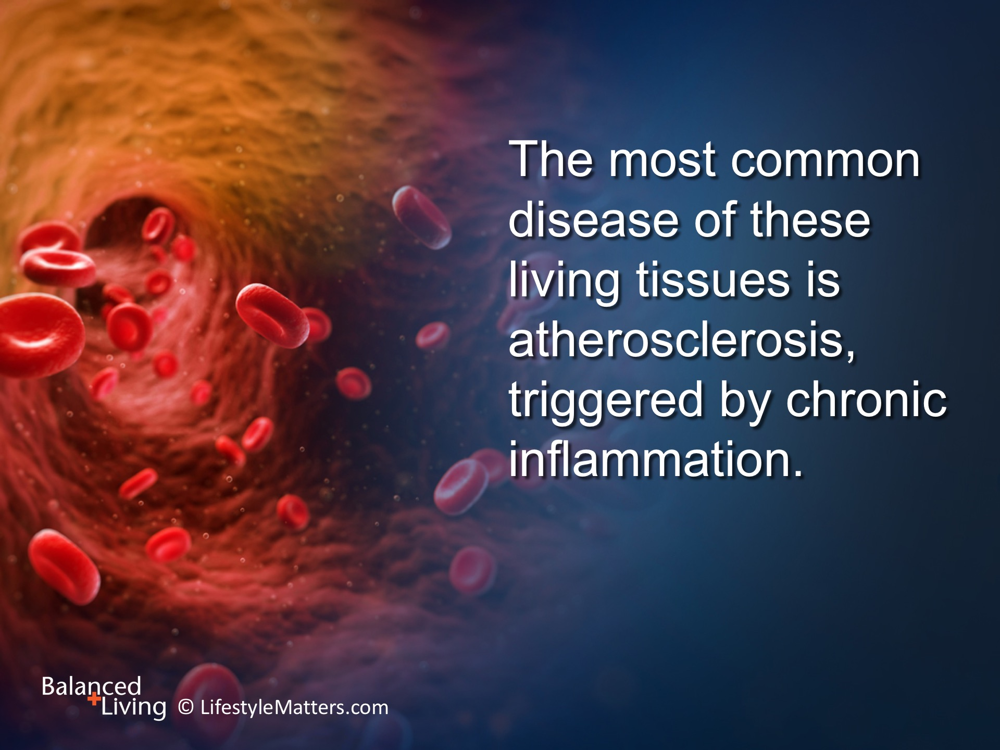 The most common
disease of these
living tissues is
atherosclerosis,
triggered by chronic
inflammation.
Balanced
Living © LifestyleMatters.com